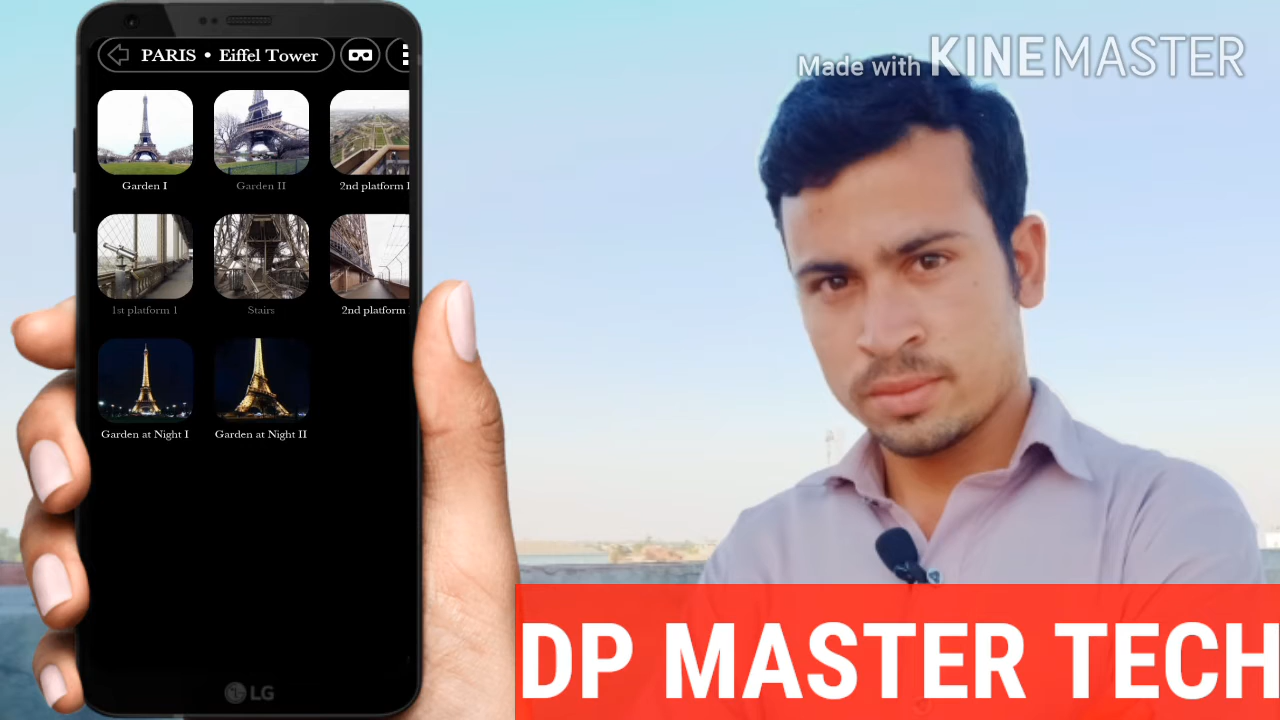 PARIS • Eiffel Tower
Made with KINEMASTER
Garden I
Garden II
2nd platform
1st platform 1
Stairs
2nd platform
Garden at Night I
Garden at Night II
LG
DP MASTER TECH